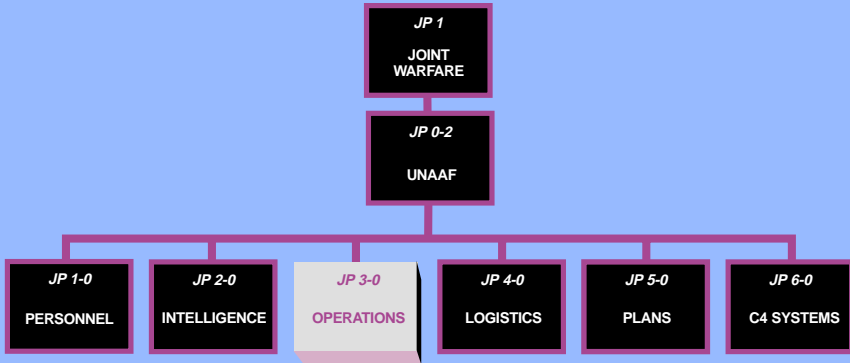 JP 1
JOINT
WARFARE
JP 0-2
UNAAF
JP 1-0
PERSONNEL
JP 2-0
INTELLIGENCE
JP 3-0
OPERATIONS
JP 4-0
LOGISTICS
JP 5-0
PLANS
JP 6-0
C4 SYSTEMS